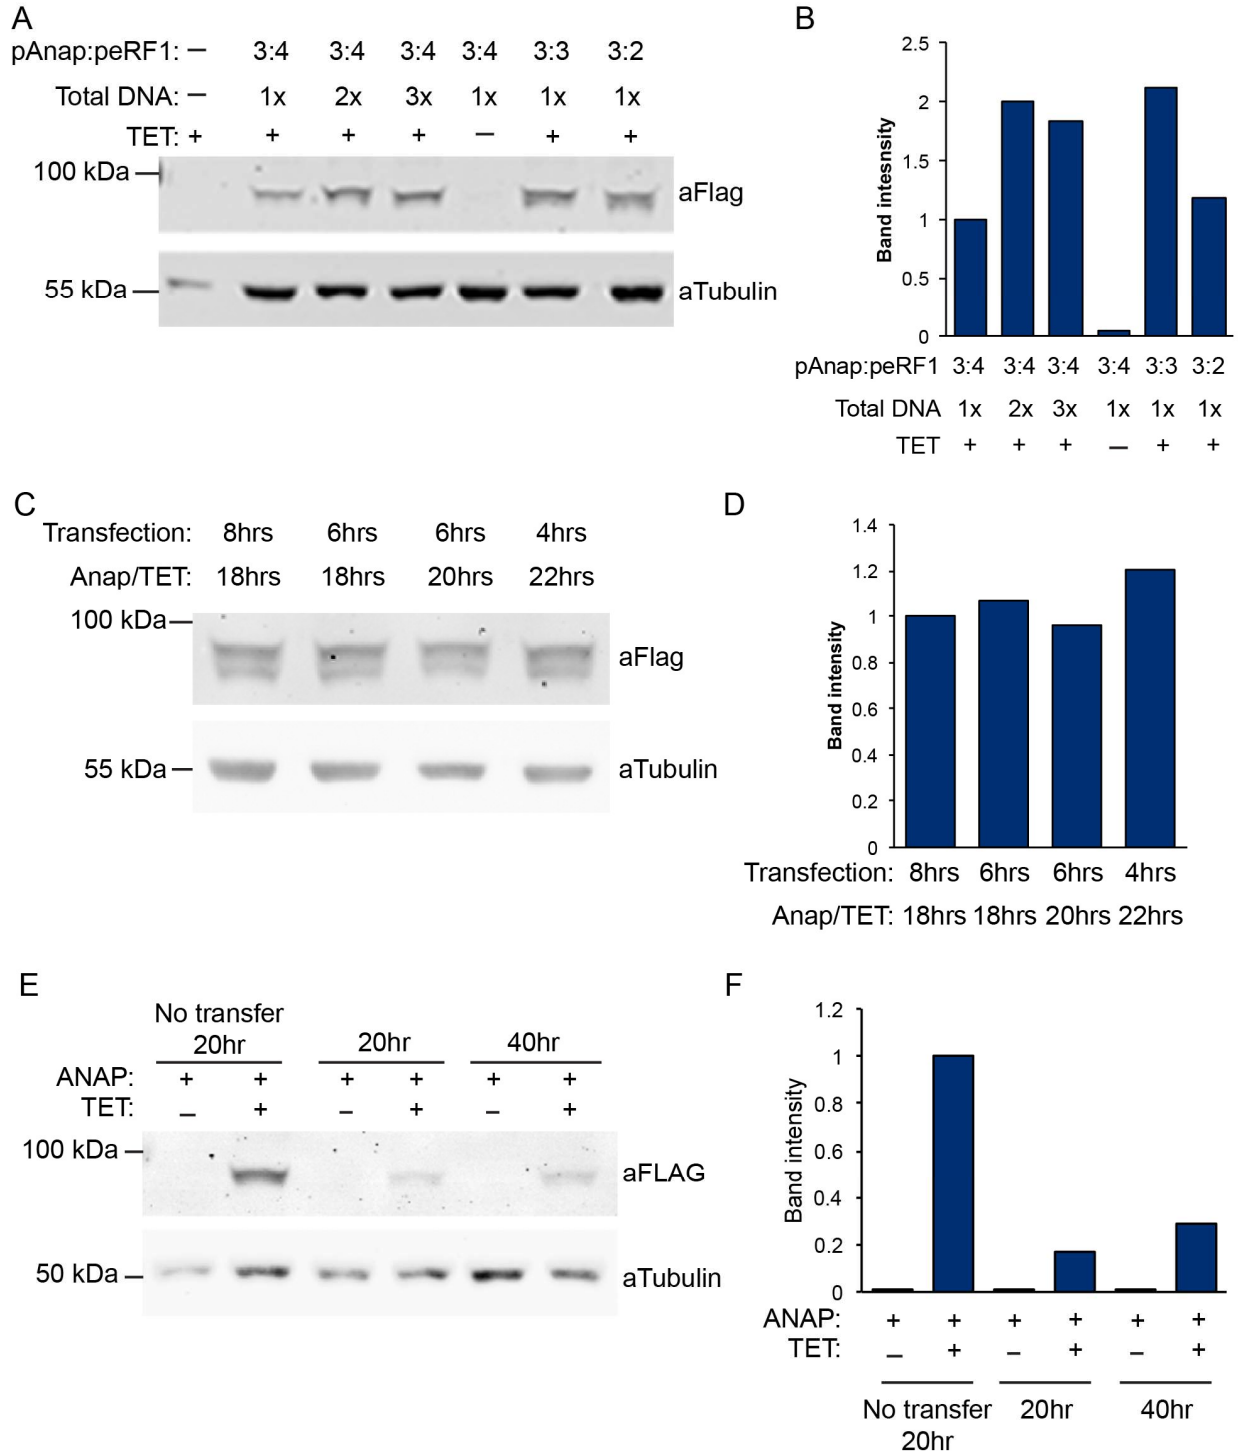 A
pAnap:peRF1: – 3:4 3:4 3:4 3:4 3:3 3:2
Total DNA: – 1x 2x 3x 1x 1x 1x
TET: + + + + – + +
100 kDa
aFlag
55 kDa
aTubulin
B
Band intesnsity
2.5
2
1.5
1
0.5
0
pAnap:peRF1 3:4 3:4 3:4 3:4 3:3 3:2
Total DNA 1x 2x 3x 1x 1x 1x
TET + + + – + +
C
Transfection: 8hrs 6hrs 6hrs 4hrs
Anap/TET: 18hrs 18hrs 20hrs 22hrs
100 kDa
aFlag
55 kDa
aTubulin
D
Band intensity
1.4
1.2
1
0.8
0.6
0.4
0.2
0
Transfection: 8hrs 6hrs 6hrs 4hrs
Anap/TET: 18hrs 18hrs 20hrs 22hrs
E
No transfer
20hr 20hr 40hr
ANAP: + + + + + +
TET: – + – + – +
100 kDa
aFLAG
50 kDa
aTubulin
F
Band intensity
1.2
1
0.8
0.6
0.4
0.2
0
ANAP: + + + + + +
TET: – + – + – +
No transfer 20hr 40hr
20hr